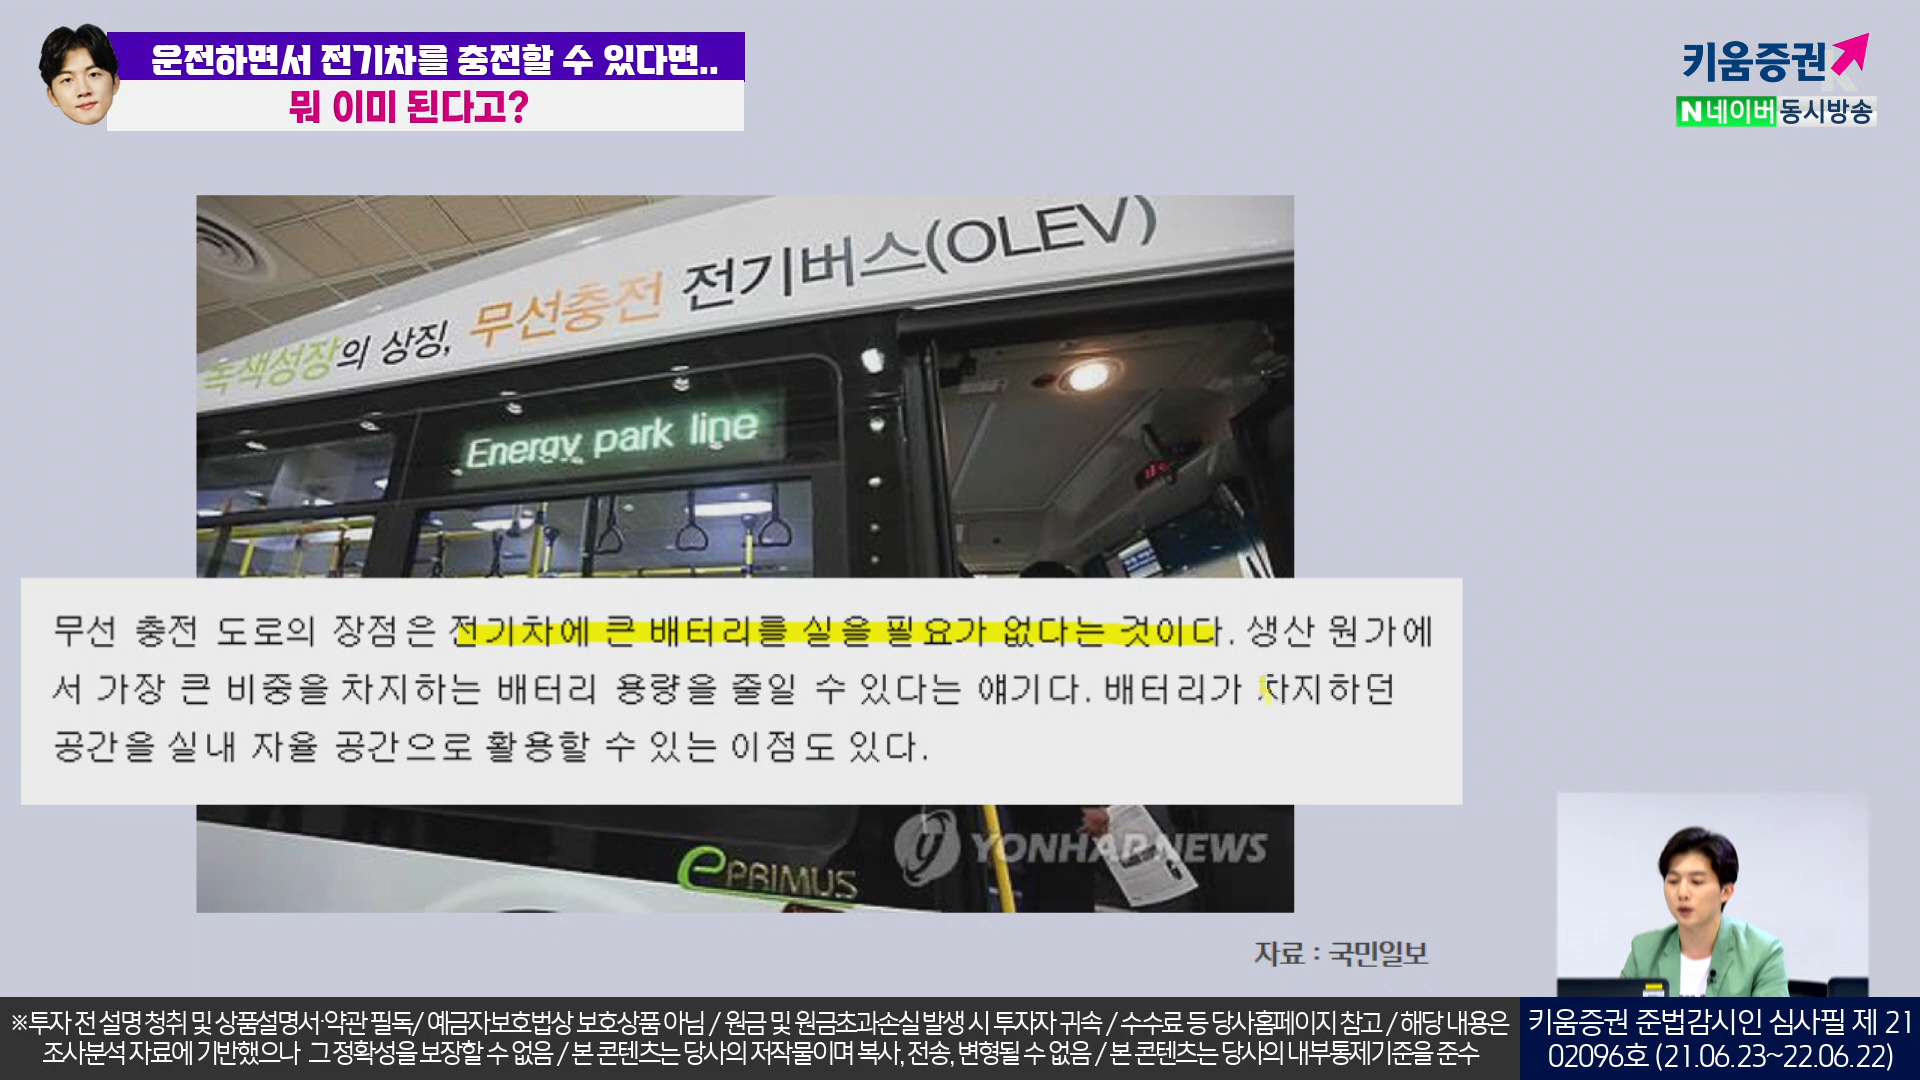 운전하면서 전기차를 충전할 수 있다면..
뭐 이미 된다고?
키움증권
N 네이버 동시방송
녹색성장의 상징, 무선충전 전기버스(OLEV)
Energy park line
무선 충전 도로의 장점은 전기차에 큰 배터리를 실을 필요가 없다는 것이다. 생산 원가에
서 가장 큰 비중을 차지하는 배터리 용량을 줄일 수 있다는 얘기다. 배터리가 차지하던
공간을 실내 자율 공간으로 활용할 수 있는 이점도 있다.
YONHAP NEWS
ePRIMUS
자료 : 국민일보
※투자 전 설명 청취 및 상품설명서·약관 필독/ 예금자보호법상 보호상품 아님 / 원금 및 원금초과손실 발생 시 투자자 귀속 / 수수료 등 당사홈페이지 참고 / 해당 내용은
조사분석 자료에 기반했으나 그 정확성을 보장할 수 없음 / 본 콘텐츠는 당사의 저작물이며 복사, 전송, 변형될 수 없음 / 본 콘텐츠는 당사의 내부통제기준을 준수
키움증권 준법감시인 심사필 제 21
02096호 (21.06.23~22.06.22)